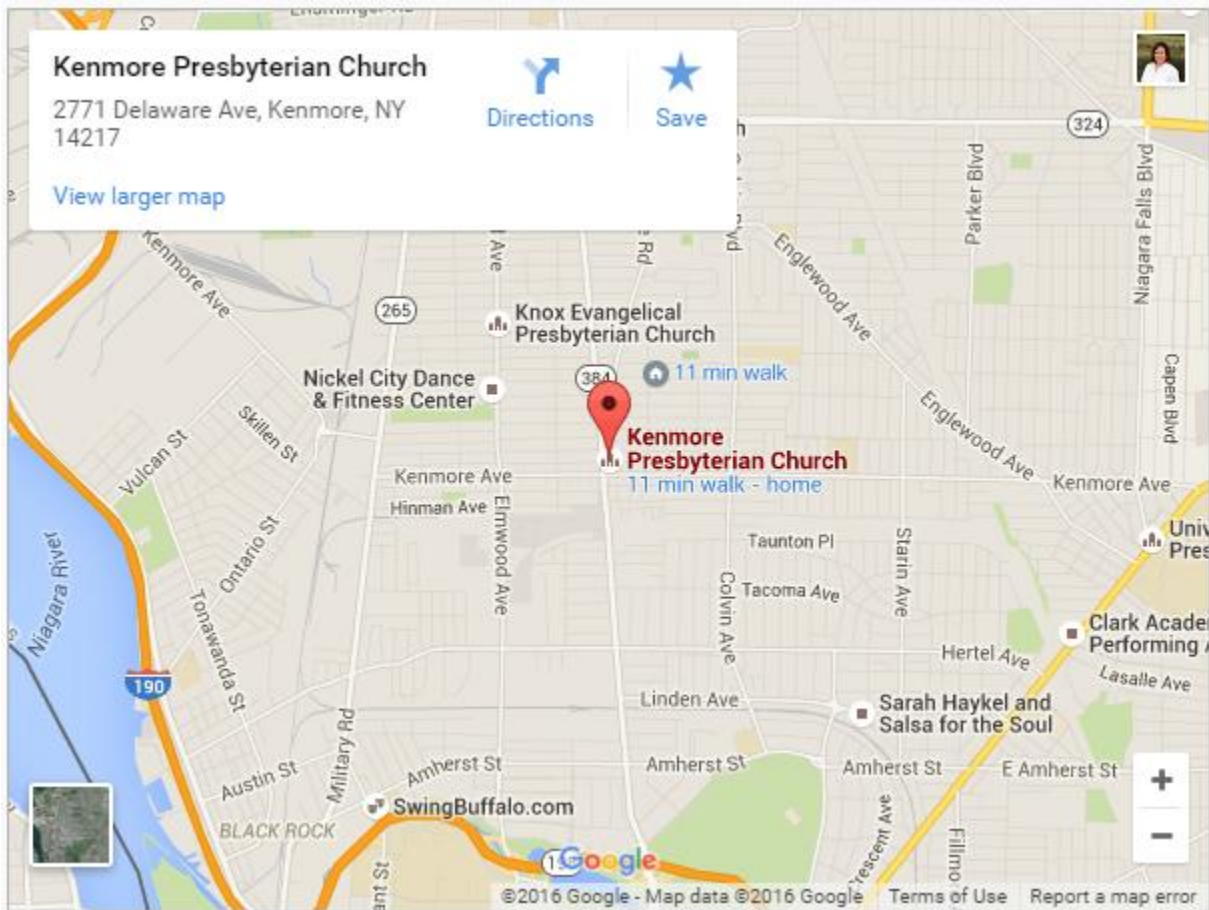 Kenmore Presbyterian Church
2771 Delaware Ave, Kenmore, NY
14217
Directions
Save
View larger map
324
Parker Blvd
Niagara Falls Blvd
Kenmore Ave
Englewood Ave
265
Knox Evangelical
Presbyterian Church
384
11 min walk
Nickel City Dance
& Fitness Center
Capen Blvd
Skillen St
Englewood Ave
Vulcan St
Kenmore
Presbyterian Church
11 min walk - home
Kenmore Ave
Kenmore Ave
Hinman Ave
Elmwood Ave
Ontario St
Taunton Pl
Starin Ave
Niagara River
Tonawanda St
Colvin Ave
Tacoma Ave
Hertel Ave
Lasalle Ave
190
Linden Ave
Sarah Haykel and
Salsa for the Soul
Military Rd
Austin St
Amherst St
Amherst St
Amherst St
E Amherst St
SwingBuffalo.com
BLACK ROCK
Google
©2016 Google - Map data ©2016 Google
Terms of Use
Report a map error